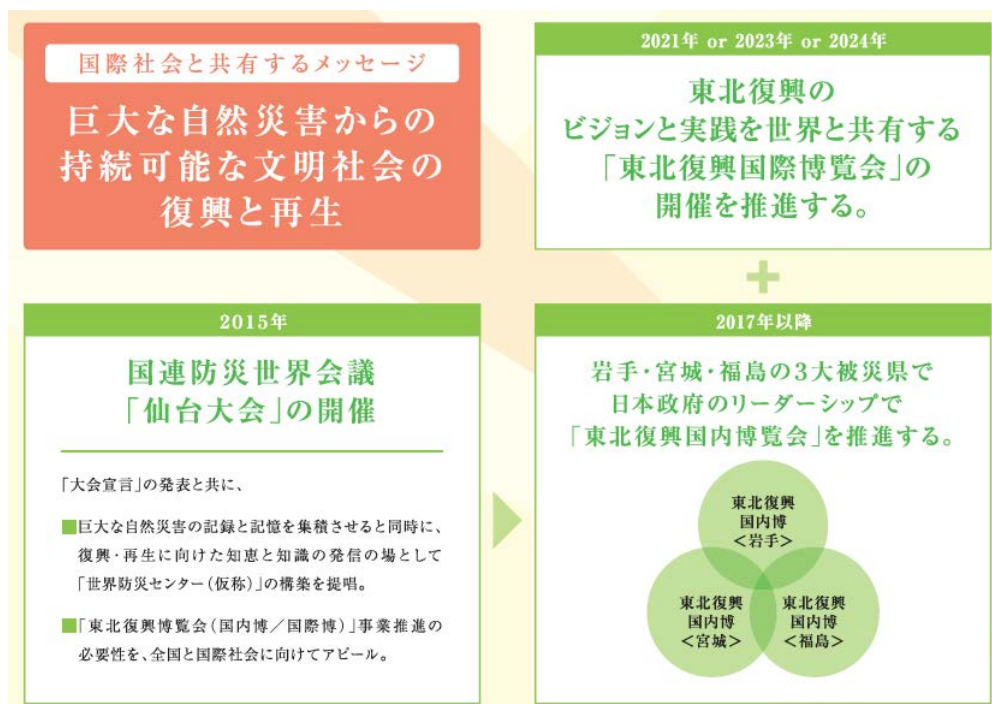 国際社会と共有するメッセージ
巨大な自然災害からの
持続可能な文明社会の
復興と再生
2021年 or 2023年 or 2024年
東北復興の
ビジョンと実践を世界と共有する
「東北復興国際博覧会」の
開催を推進する。
+
2015年
国連防災世界会議
「仙台大会」の開催
「大会宣言」の発表と共に、
■巨大な自然災害の記録と記憶を集積させると同時に、
復興・再生に向けた知恵と知識の発信の場として
「世界防災センター(仮称)」の構築を提唱。
■「東北復興博覧会(国内博／国際博)」事業推進の
必要性を、全国と国際社会に向けてアピール。
2017年以降
岩手・宮城・福島の3大被災県で
日本政府のリーダーシップで
「東北復興国内博覧会」を推進する。
東北復興
国内博
＜岩手＞
東北復興
国内博
＜宮城＞
東北復興
国内博
＜福島＞